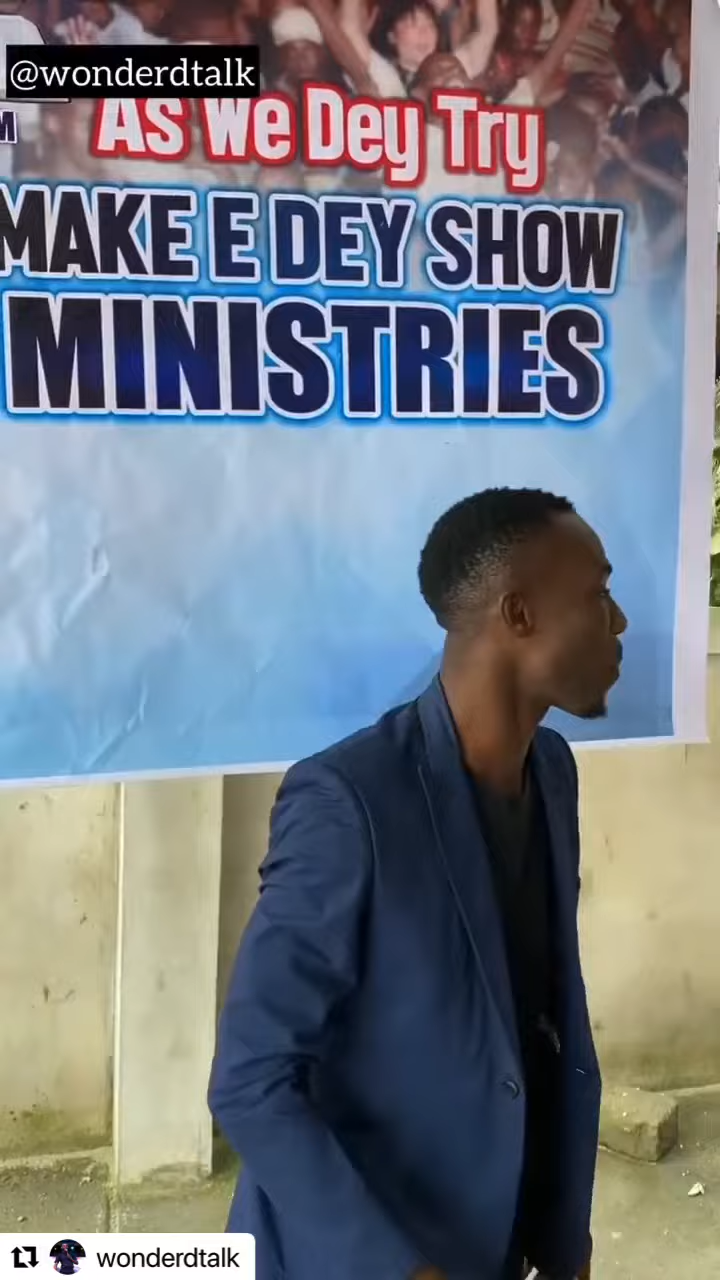 @wonderdtalk
As We Dey Try
M
MAKE E DEY SHOW
MINISTRIES
wonderdtalk